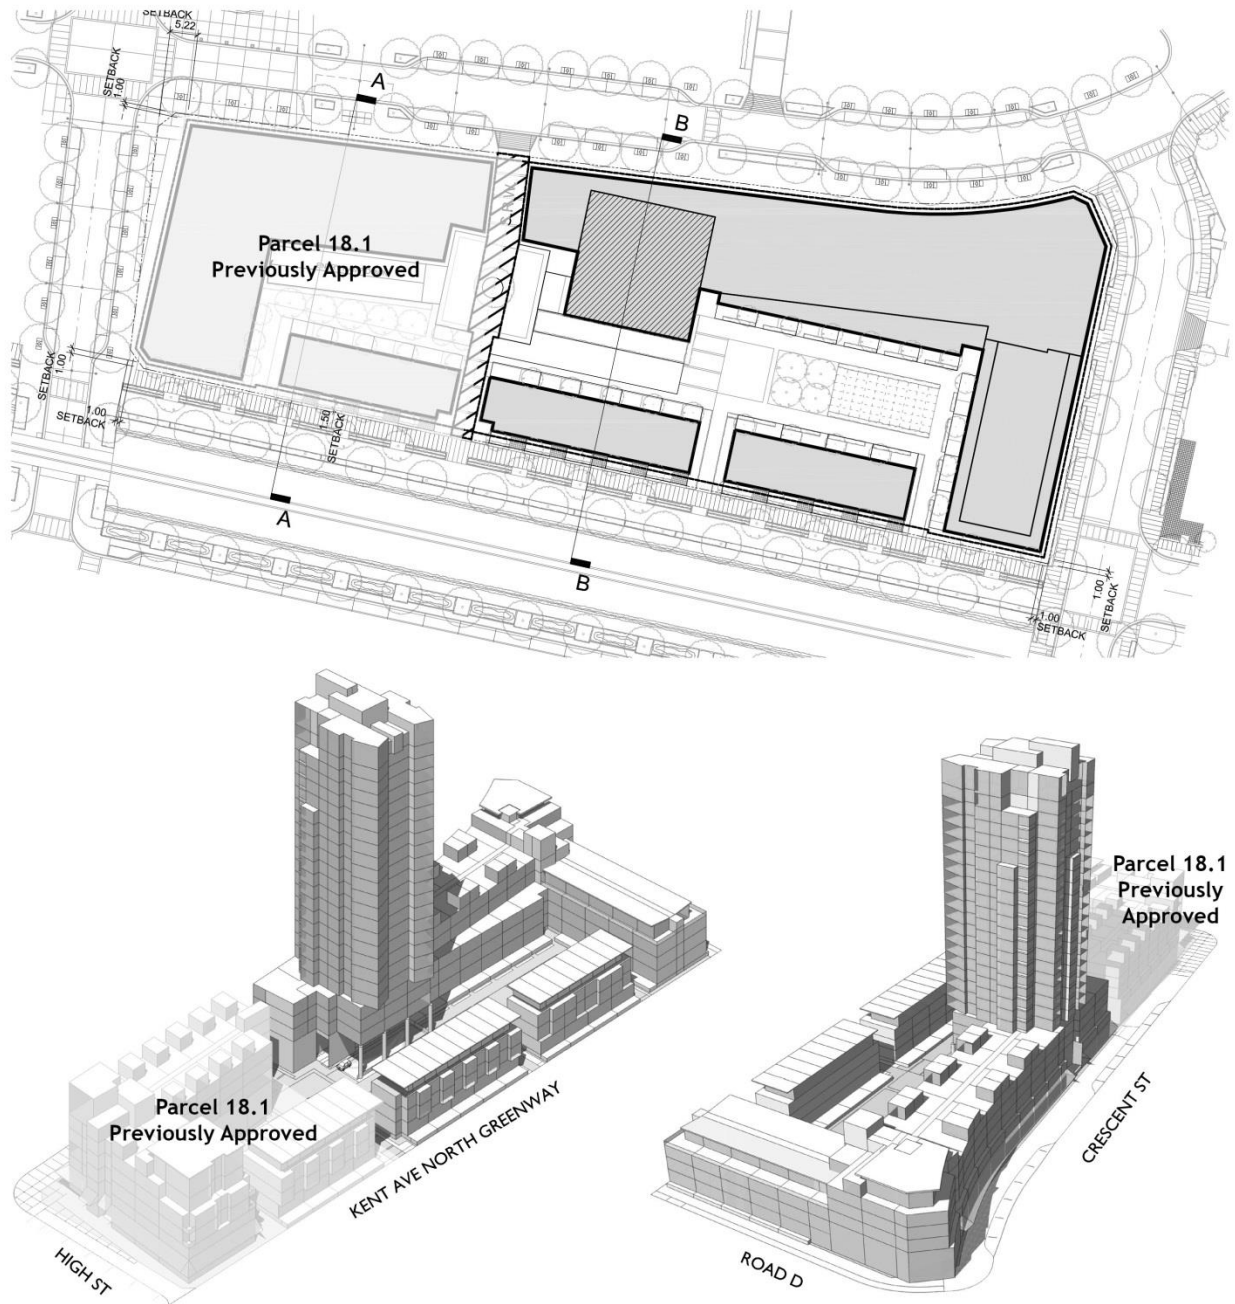 SETBACK
5.22
SETBACK
1.00
A
B
Parcel 18.1
Previously Approved
SETBACK
1.00
1.00
SETBACK
1.50
SETBACK
A
B
1.00
SETBACK
1.00
SETBACK
Parcel 18.1
Previously
Approved
Parcel 18.1
Previously Approved
KENT AVE NORTH GREENWAY
HIGH ST
CRESCENT ST
ROAD D